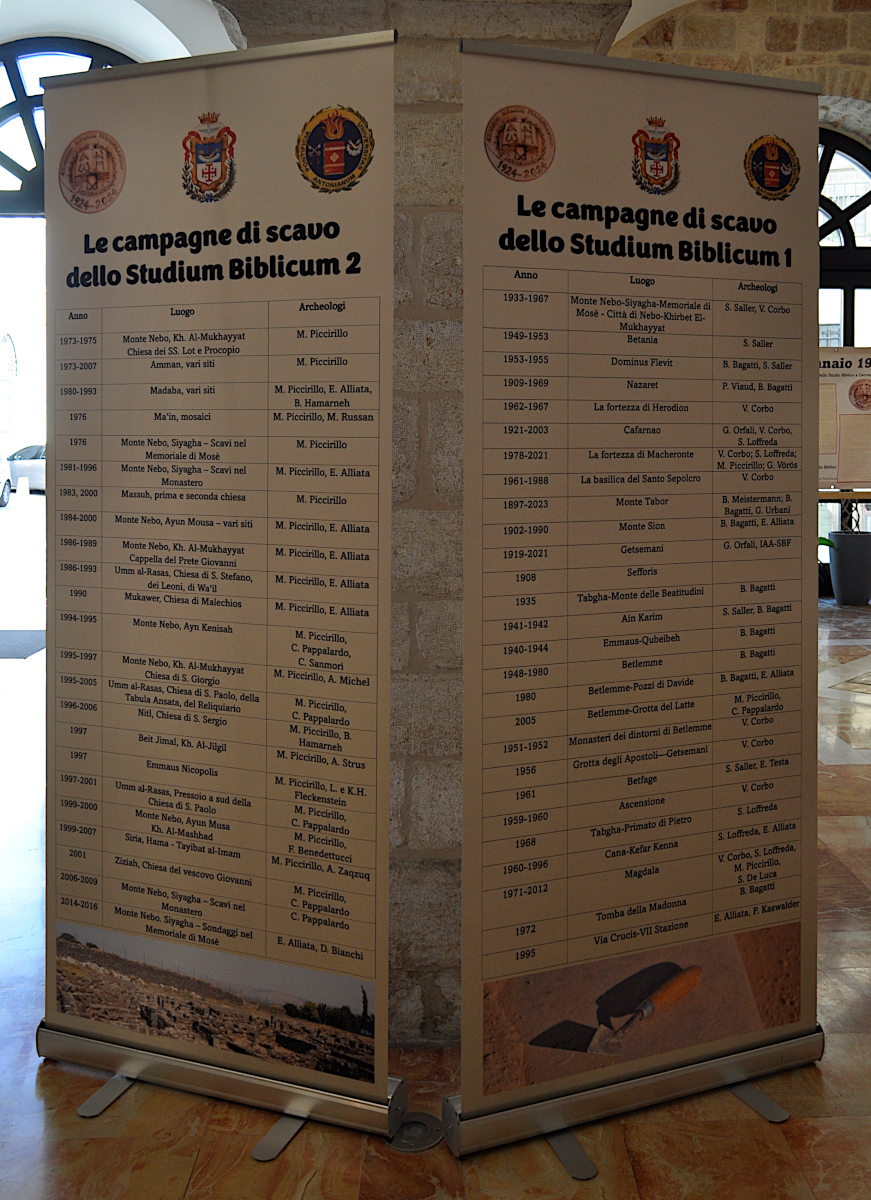 1924-2024
ANTONIANUM
Le campagne di scavo
dello Studium Biblicum 2
Anno Luogo Archeologi
1973-1975 Monte Nebo, Kh. Al-Mukhayyat M. Piccirillo
Chiesa dei SS. Lot e Procopio
1973-2007 Amman, vari siti M. Piccirillo
1980-1993 Madaba, vari siti M. Piccirillo, E. Alliata,
B. Hamarneh
1976 Ma'in, mosaici M. Piccirillo, M. Russan
1976 Monte Nebo, Siyagha – Scavi nel M. Piccirillo
Memoriale di Mosè
1981-1996 Monte Nebo, Siyagha – Scavi nel M. Piccirillo, E. Alliata
Monastero
1983, 2000 Massuh, prima e seconda chiesa M. Piccirillo
1984-2000 Monte Nebo, Ayun Mousa – vari siti M. Piccirillo, E. Alliata
1986-1989 Monte Nebo, Kh. Al-Mukhayyat M. Piccirillo, E. Alliata
Cappella del Prete Giovanni
1986-1993 Umm al-Rasas, Chiesa di S. Stefano, M. Piccirillo, E. Alliata
dei Leoni, di Wa'il
1990 Mukawer, Chiesa di Malechios M. Piccirillo, E. Alliata
1994-1995 Monte Nebo, Ayn Kenisah M. Piccirillo,
C. Pappalardo,
C. Sanmori
1995-1997 Monte Nebo, Kh. Al-Mukhayyat M. Piccirillo, A. Michel
Chiesa di S. Giorgio
1995-2005 Umm al-Rasas, Chiesa di S. Paolo, della M. Piccirillo,
Tabula Ansata, del Reliquiario C. Pappalardo
1996-2006 Nitl, Chiesa di S. Sergio M. Piccirillo, B.
Hamarneh
1997 Beit Jimal, Kh. Al-Jilgil M. Piccirillo, A. Strus
1997 Emmaus Nicopolis M. Piccirillo, L. e K.H.
Fleckenstein
1997-2001 Umm al-Rasas, Pressoio a sud della M. Piccirillo,
Chiesa di S. Paolo C. Pappalardo
1999-2000 Monte Nebo, Ayun Musa M. Piccirillo,
Kh. Al-Mashhad F. Benedettucci
1999-2007 Siria, Hama - Tayibat al-Imam M. Piccirillo, A. Zaqzuq
2001 Ziziah, Chiesa del vescovo Giovanni M. Piccirillo,
C. Pappalardo
2006-2009 Monte Nebo, Siyagha – Scavi nel C. Pappalardo
Monastero
2014-2016 Monte Nebo. Siyagha – Sondaggi nel E. Alliata, D. Bianchi
Memoriale di Mosè
1924-2024
ANTONIANUM
Le campagne di scavo
dello Studium Biblicum 1
Anno Luogo Archeologi
1933-1967 Monte Nebo-Siyagha-Memoriale di S. Saller, V. Corbo
Mosè - Città di Nebo-Khirbet El-
Mukhayyat
1949-1953 Betania S. Saller
1953-1955 Dominus Flevit B. Bagatti, S. Saller
1909-1969 Nazaret P. Viaud, B. Bagatti
1962-1967 La fortezza di Herodion V. Corbo
1921-2003 Cafarnao G. Orfali, V. Corbo,
S. Loffreda
1978-2021 La fortezza di Macheronte V. Corbo; S. Loffreda;
M. Piccirillo; G. Vörös
1961-1988 La basilica del Santo Sepolcro V. Corbo
1897-2023 Monte Tabor B. Meistermann; B.
Bagatti, G. Urbani
1902-1990 Monte Sion B. Bagatti, E. Alliata
1919-2021 Getsemani G. Orfali, IAA-SBF
1908 Sefforis
1935 Tabgha-Monte delle Beatitudini B. Bagatti
1941-1942 Ain Karim S. Saller, B. Bagatti
1940-1944 Emmaus-Qubeibeh B. Bagatti
1948-1980 Betlemme B. Bagatti
1980 Betlemme-Pozzi di Davide B. Bagatti, E. Alliata
2005 Betlemme-Grotta del Latte M. Piccirillo,
C. Pappalardo
1951-1952 Monasteri dei dintorni di Betlemme V. Corbo
1956 Grotta degli Apostoli—Getsemani V. Corbo
1961 Betfage S. Saller, E. Testa
1959-1960 Ascensione V. Corbo
1968 Tabgha-Primato di Pietro S. Loffreda
1960-1996 Cana-Kefar Kenna S. Loffreda, E. Alliata
1971-2012 Magdala V. Corbo, S. Loffreda,
M. Piccirillo,
S. De Luca
1972 Tomba della Madonna B. Bagatti
1995 Via Crucis-VII Stazione E. Alliata, P. Kaswalder